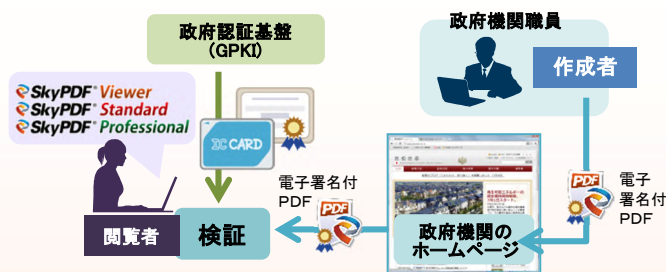 政府認証基盤
(GPKI)
政府機関職員
作成者
SkyPDF® Viewer
SkyPDF® Standard
SkyPDF® Professional
IC CARD
電子署名付
PDF
PDF
電子
署名付
PDF
PDF
閲覧者
検証
政府機関の
ホームページ